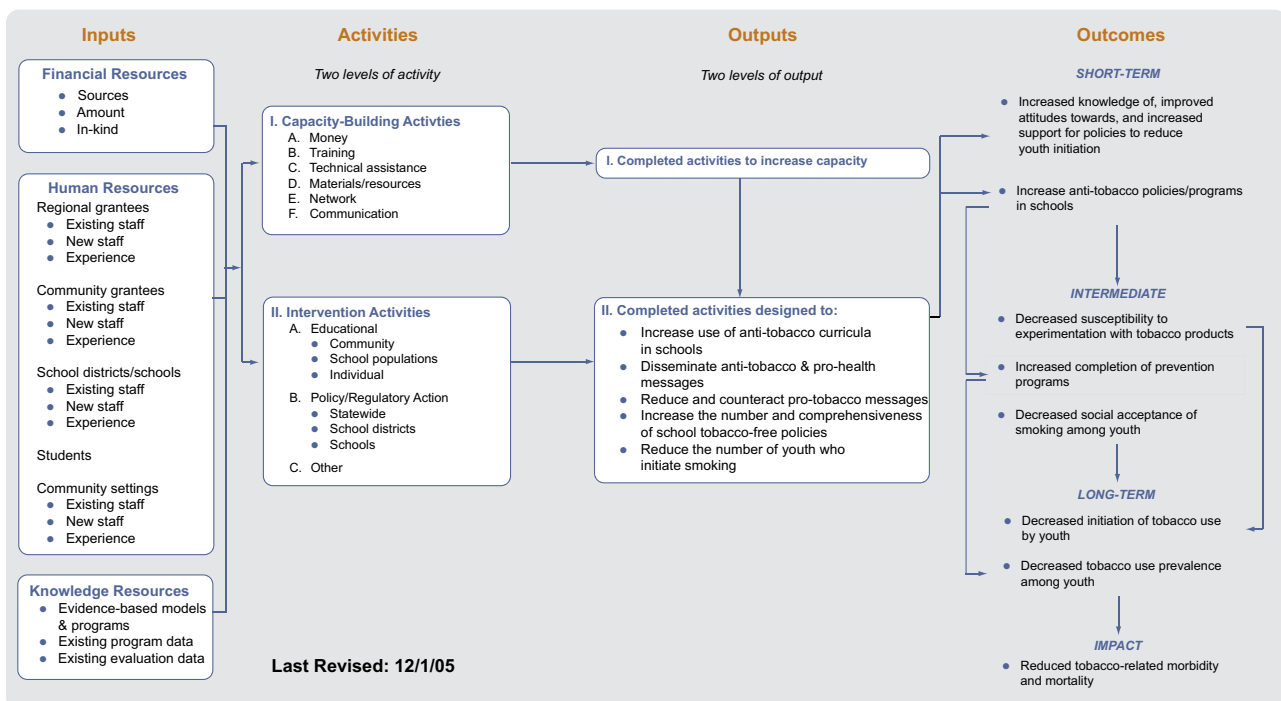 Inputs
Financial Resources
● Sources
● Amount
● In-kind
Human Resources
Regional grantees
● Existing staff
● New staff
● Experience
Community grantees
● Existing staff
● New staff
● Experience
School districts/schools
● Existing staff
● New staff
● Experience
Students
Community settings
● Existing staff
● New staff
● Experience
Knowledge Resources
● Evidence-based models
& programs
● Existing program data
● Existing evaluation data
Activities
Two levels of activity
I. Capacity-Building Activties
A. Money
B. Training
C. Technical assistance
D. Materials/resources
E. Network
F. Communication
II. Intervention Activities
A. Educational
● Community
● School populations
● Individual
B. Policy/Regulatory Action
● Statewide
● School districts
● Schools
C. Other
Last Revised: 12/1/05
Outputs
Two levels of output
I. Completed activities to increase capacity
II. Completed activities designed to:
● Increase use of anti-tobacco curricula
in schools
● Disseminate anti-tobacco & pro-health
messages
● Reduce and counteract pro-tobacco messages
● Increase the number and comprehensiveness
of school tobacco-free policies
● Reduce the number of youth who
initiate smoking
Outcomes
SHORT-TERM
● Increased knowledge of, improved
attitudes towards, and increased
support for policies to reduce
youth initiation
● Increase anti-tobacco policies/programs
in schools
INTERMEDIATE
● Decreased susceptibility to
experimentation with tobacco products
● Increased completion of prevention
programs
● Decreased social acceptance of
smoking among youth
LONG-TERM
● Decreased initiation of tobacco use
by youth
● Decreased tobacco use prevalence
among youth
IMPACT
● Reduced tobacco-related morbidity
and mortality